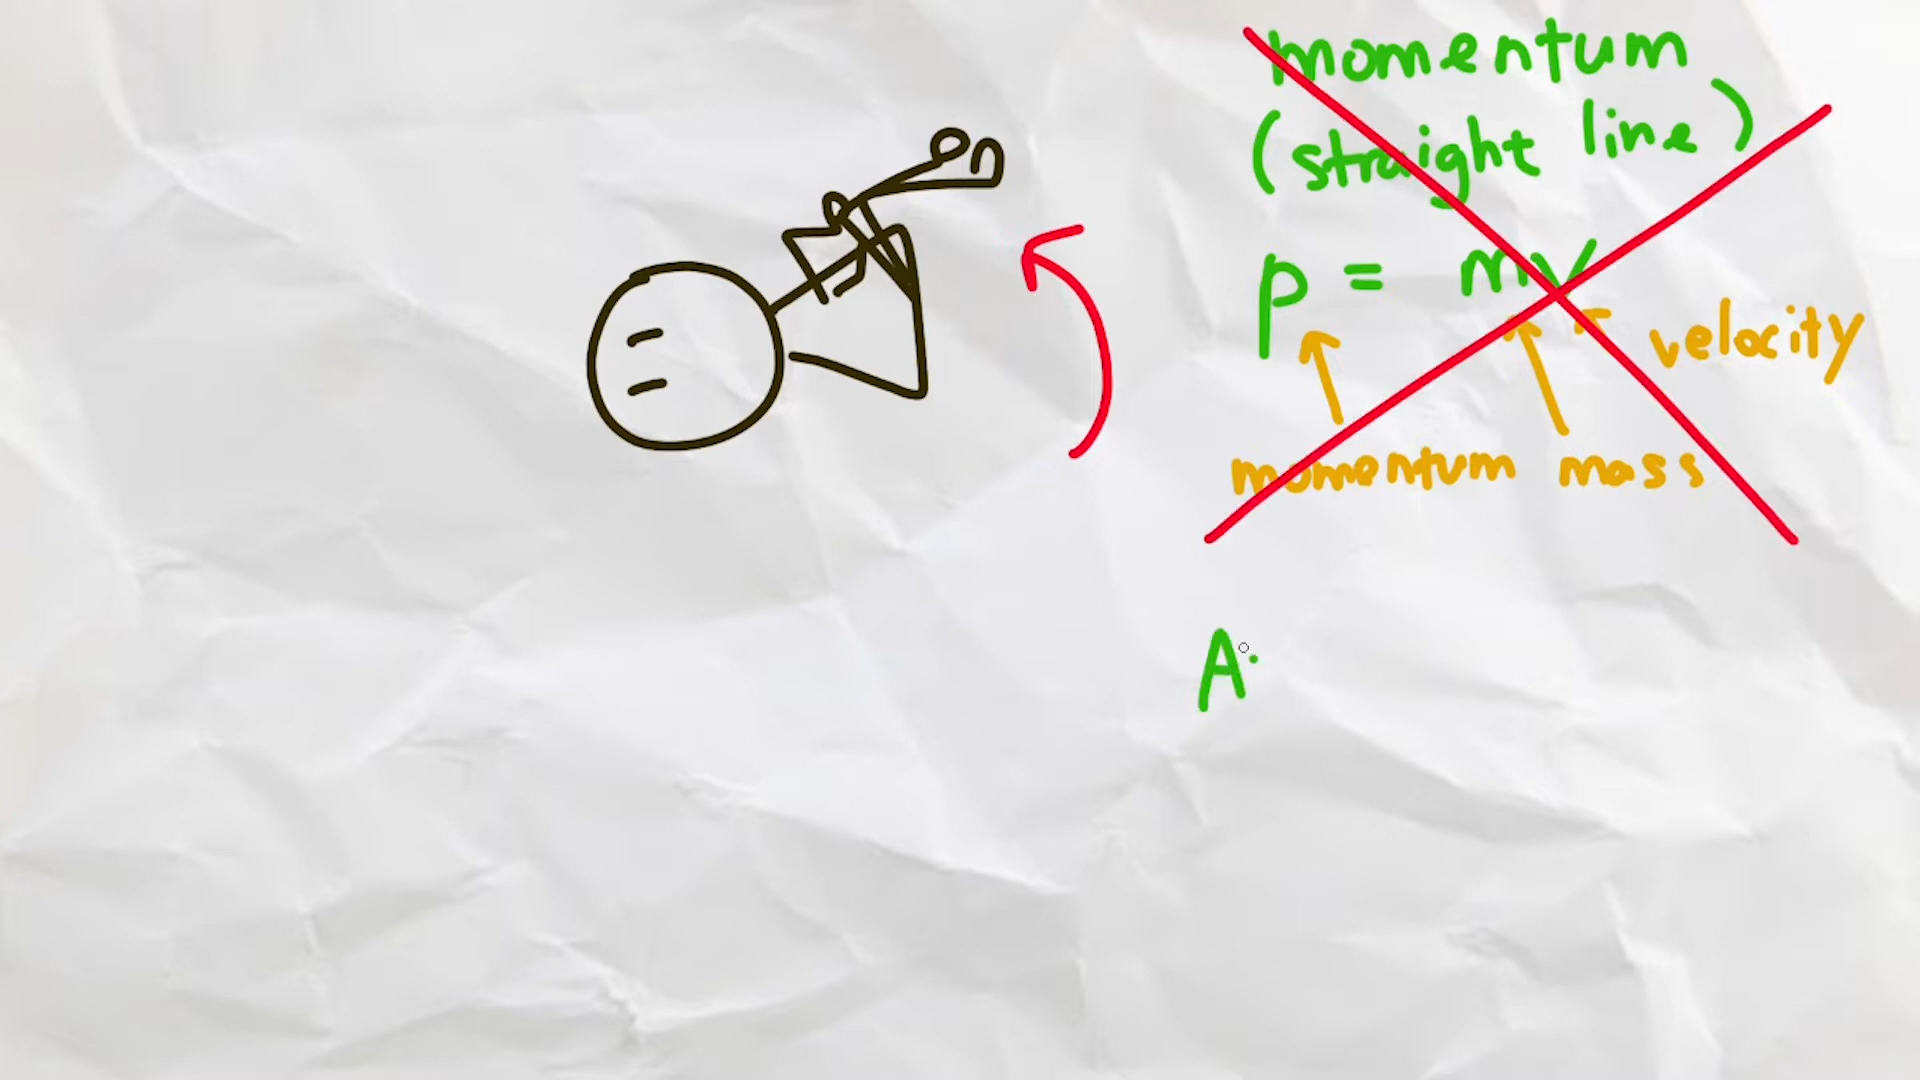 momentum
(straight line)
p = mv
velocity
momentum mass
A